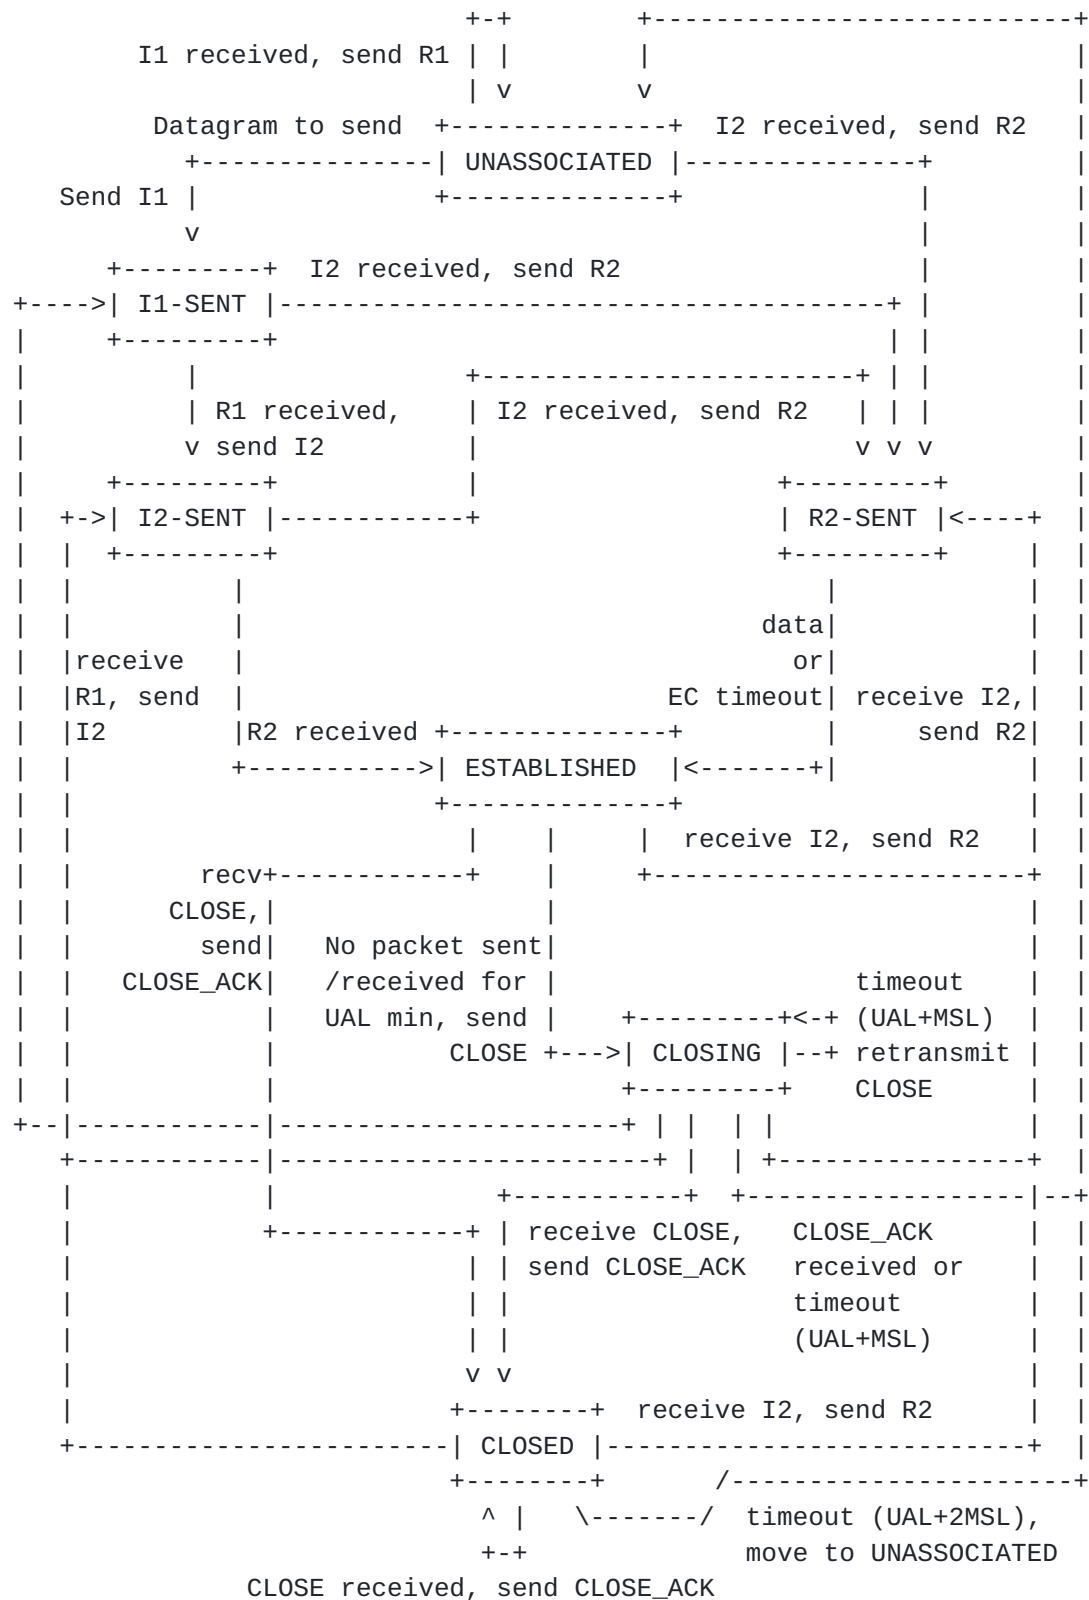 +-+        +---------------------------+
        I1 received, send R1 | |        |                           |
                             | v        v                           |
         Datagram to send  +--------------+  I2 received, send R2   |
           +---------------| UNASSOCIATED |---------------+         |
   Send I1 |               +--------------+               |         |
           v                                              |         |
      +---------+  I2 received, send R2                   |         |
+---->| I1-SENT |---------------------------------------+ |         |
|     +---------+                                       | |         |
|          |                 +------------------------+ | |         |
|          | R1 received,    | I2 received, send R2   | | |         |
|          v send I2         |                        v v v         |
|     +---------+            |                   +---------+        |
|  +->| I2-SENT |------------+                   | R2-SENT |<----+  |
|  |  +---------+                                +---------+     |  |
|  |          |                                     |            |  |
|  |          |                                 data|            |  |
|  |receive   |                                   or|            |  |
|  |R1, send  |                           EC timeout| receive I2,|  |
|  |I2        |R2 received +--------------+         |     send R2|  |
|  |          +----------->| ESTABLISHED  |<-------+|            |  |
|  |                       +--------------+                      |  |
|  |                         |    |     |  receive I2, send R2   |  |
|  |        recv+------------+    |     +------------------------+  |
|  |      CLOSE,|                 |                              |  |
|  |        send|   No packet sent|                              |  |
|  |   CLOSE_ACK|   /received for |                   timeout    |  |
|  |            |   UAL min, send |    +---------+<-+ (UAL+MSL)  |  |
|  |            |           CLOSE +--->| CLOSING |--+ retransmit |  |
|  |            |                      +---------+    CLOSE      |  |
+--|------------|----------------------+ | |  | |                |  |
   +------------|------------------------+ |  | +----------------+  |
   |            |              +-----------+  +------------------|--+
   |            +------------+ | receive CLOSE,   CLOSE_ACK      |  |
   |                         | | send CLOSE_ACK   received or    |  |
   |                         | |                  timeout        |  |
   |                         | |                  (UAL+MSL)      |  |
   |                         v v                                 |  |
   |                        +--------+  receive I2, send R2      |  |
   +------------------------| CLOSED |---------------------------+  |
                            +--------+       /----------------------+
                              ^ |   \-------/  timeout (UAL+2MSL),
                              +-+              move to UNASSOCIATED
               CLOSE received, send CLOSE_ACK